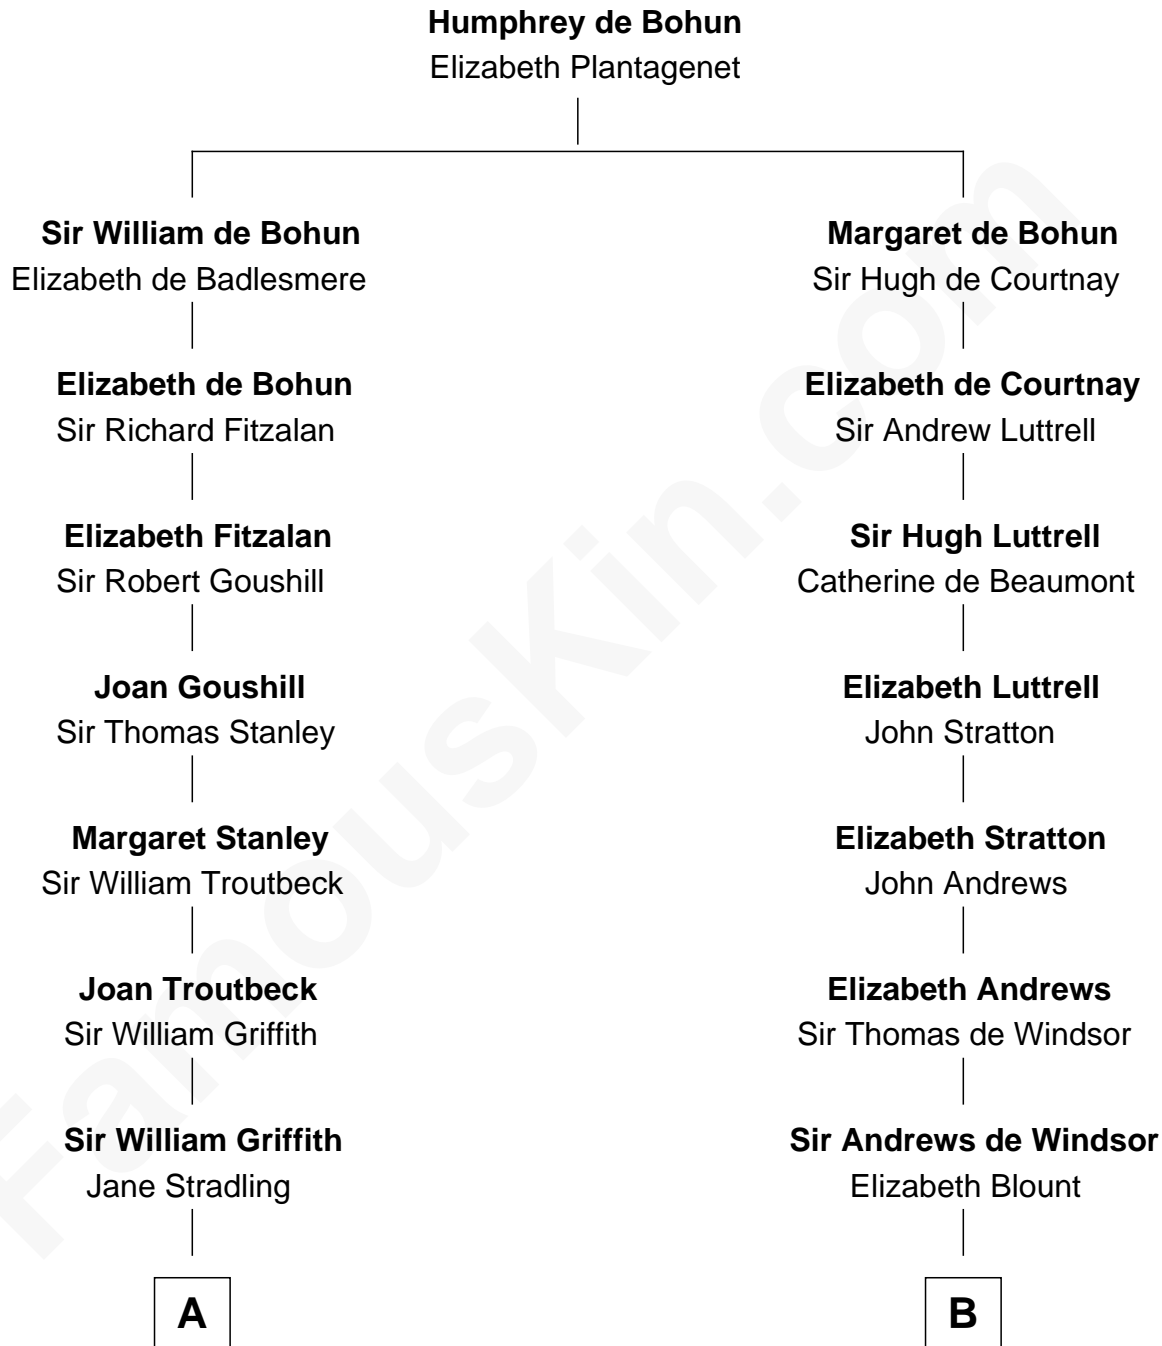 Humphrey de Bohun
Elizabeth Plantagenet
Sir William de Bohun
Elizabeth de Badlesmere
Margaret de Bohun
Sir Hugh de Courtnay
Elizabeth de Bohun
Sir Richard Fitzalan
Elizabeth de Courtnay
Sir Andrew Luttrell
Elizabeth Fitzalan
Sir Robert Goushill
Sir Hugh Luttrell
Catherine de Beaumont
Joan Goushill
Sir Thomas Stanley
Elizabeth Luttrell
John Stratton
Margaret Stanley
Sir William Troutbeck
Elizabeth Stratton
John Andrews
Joan Troutbeck
Sir William Griffith
Elizabeth Andrews
Sir Thomas de Windsor
Sir William Griffith
Jane Stradling
Sir Andrews de Windsor
Elizabeth Blount
A
B
FamousKin.com